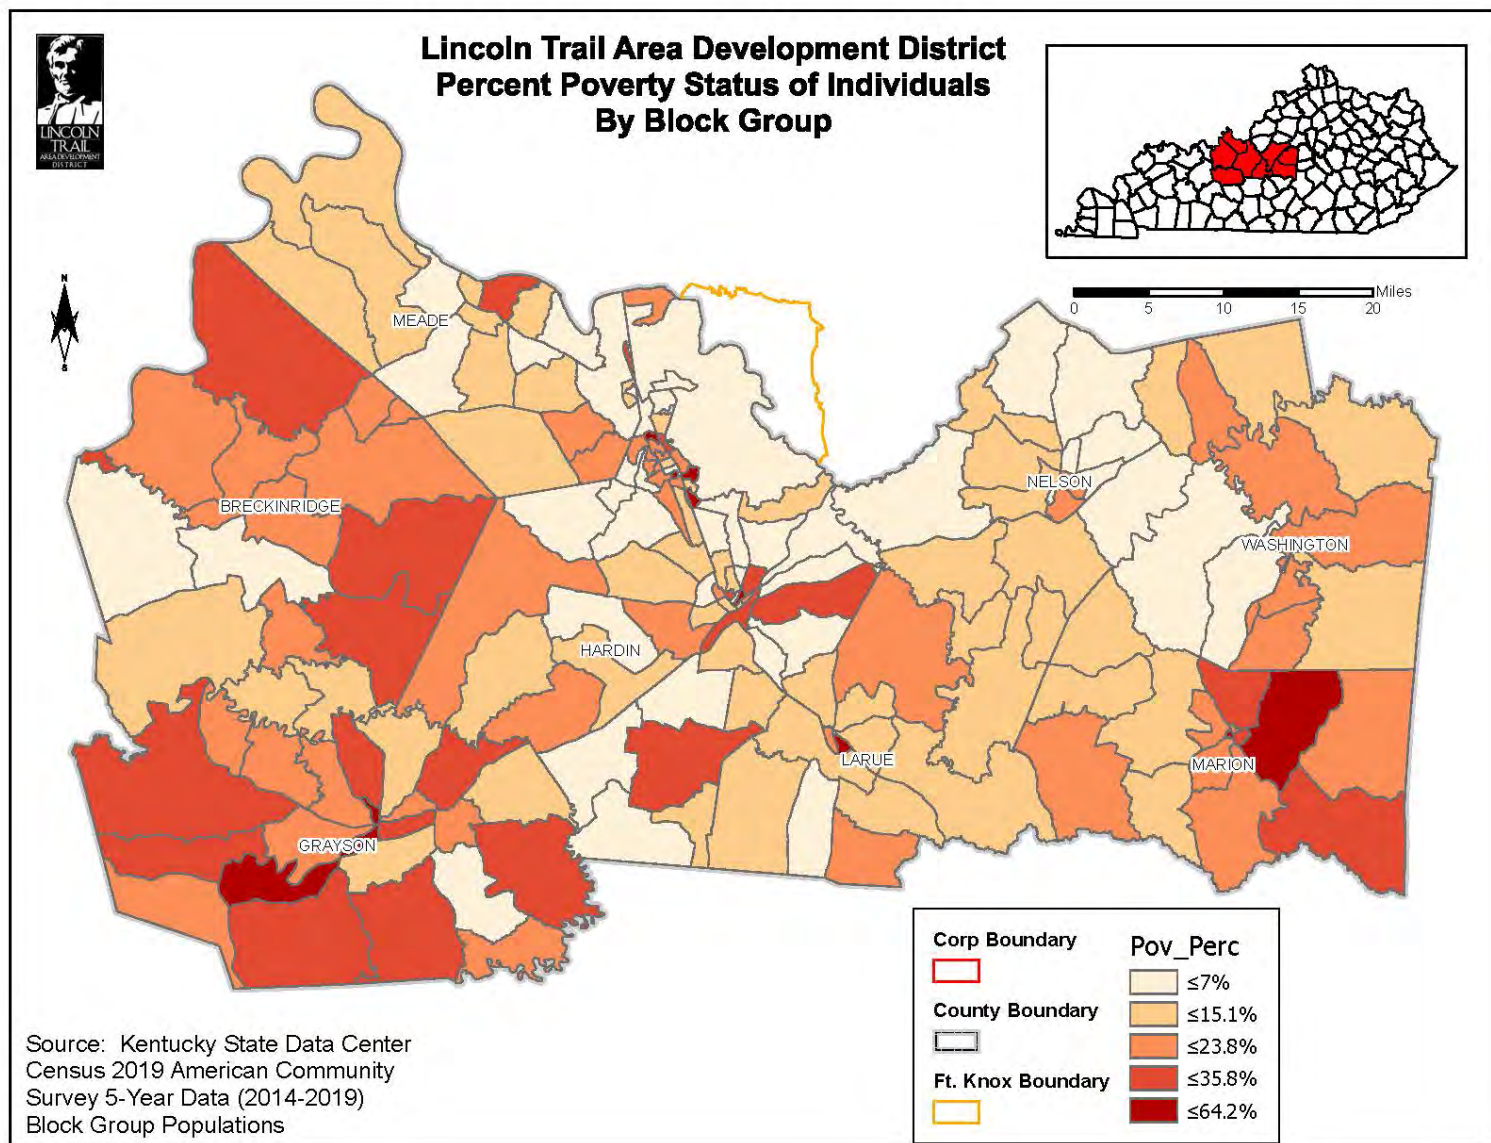 Lincoln Trail Area Development District
Percent Poverty Status of Individuals
By Block Group
LINCOLN
TRAIL
AREA DEVELOPMENT
DISTRICT
N
S
0 5 10 15 20 Miles
MEADE
BRECKINRIDGE
NELSON
WASHINGTON
HARDIN
LARUE
MARION
GRAYSON
Corp Boundary
County Boundary
Ft. Knox Boundary
Pov_Perc
≤7%
≤15.1%
≤23.8%
≤35.8%
≤64.2%
Source: Kentucky State Data Center
Census 2019 American Community
Survey 5-Year Data (2014-2019)
Block Group Populations